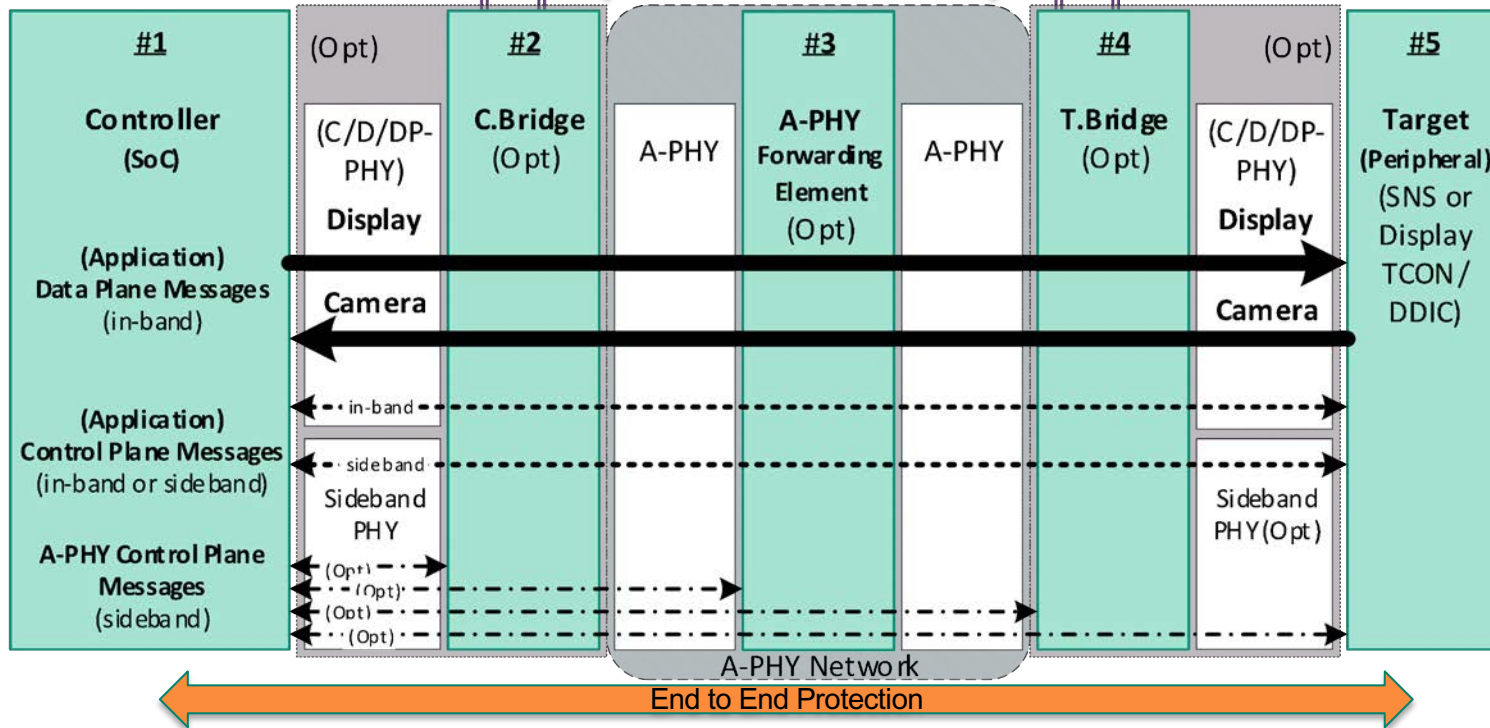 #1
Controller
(SoC)
(Application)
Data Plane Messages
(in-band)
(Application)
Control Plane Messages
(in-band or sideband)
A-PHY Control Plane
Messages
(sideband)
(Opt)
(C/D/DP-
PHY)
Display
Camera
in-band
sideband
Sideband
PHY
(Opt)
(Opt)
(Opt)
(Opt)
#2
C.Bridge
(Opt)
A-PHY
#3
A-PHY
Forwarding
Element
(Opt)
A-PHY
A-PHY Network
#4
T.Bridge
(Opt)
(Opt)
(C/D/DP-
PHY)
Display
Camera
Sideband
PHY(Opt)
#5
Target
(Peripheral)
(SNS or
Display
TCON/
DDIC)
End to End Protection